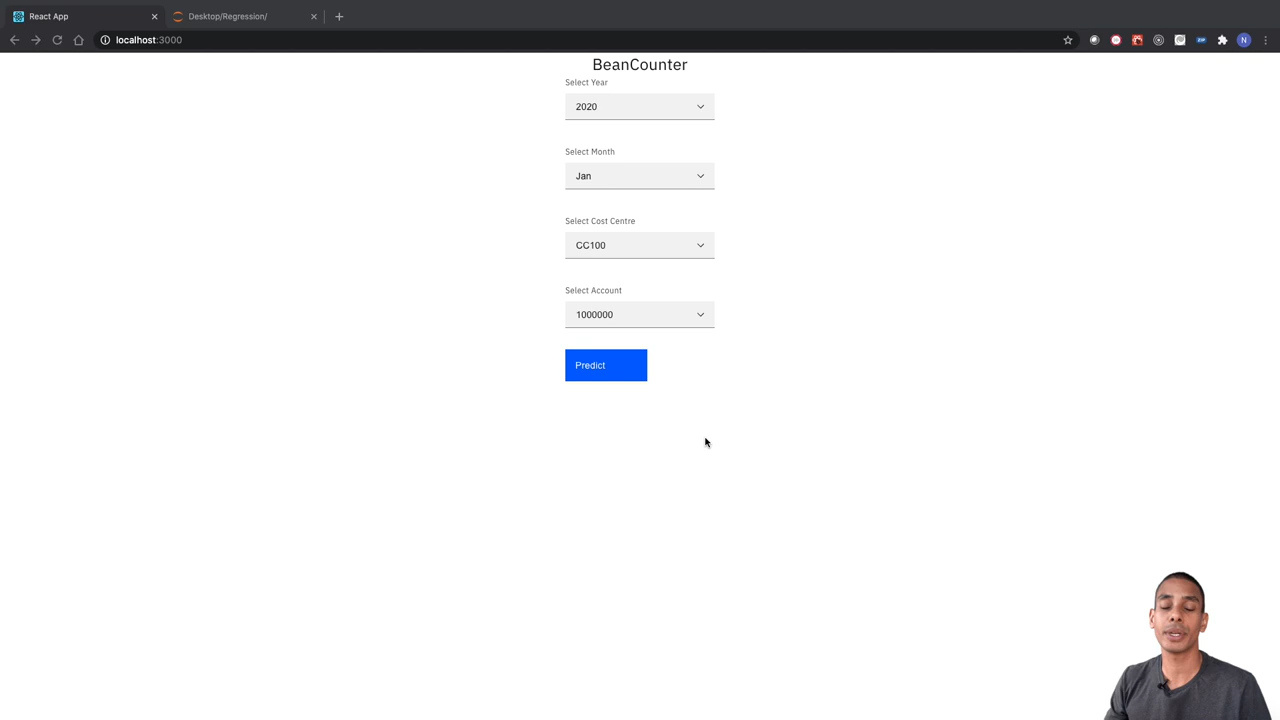 React App
Desktop/Regression/
localhost:3000
N
BeanCounter
Select Year
2020
Select Month
Jan
Select Cost Centre
CC100
Select Account
1000000
Predict